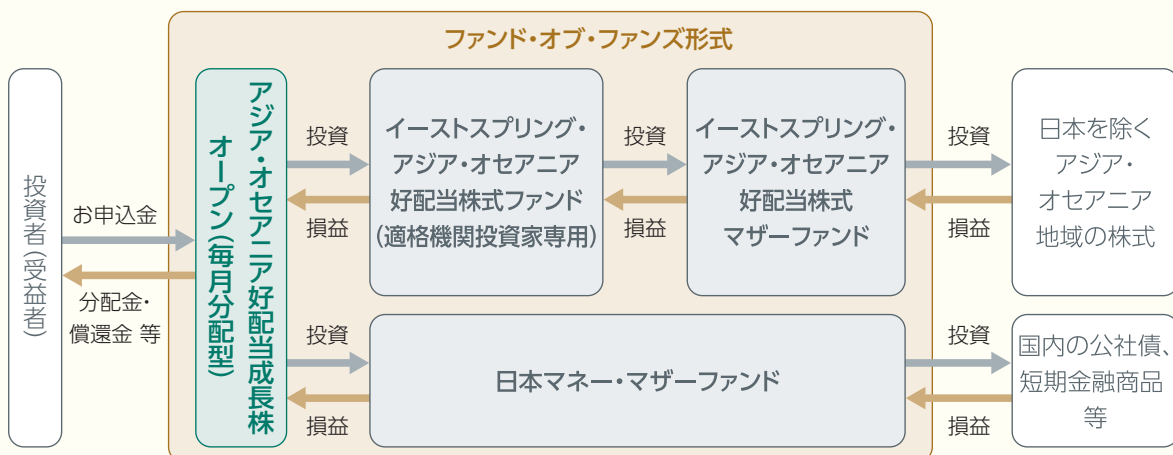 ファンド・オブ・ファンズ形式
投資者(受益者)
お申込金
分配金・
償還金 等
アジア・オセアニア好配当成長株
オープン(毎月分配型)
投資
損益
イーストスプリング・
アジア・オセアニア
好配当株式ファンド
(適格機関投資家専用)
投資
損益
イーストスプリング・
アジア・オセアニア
好配当株式
マザーファンド
投資
損益
日本を除く
アジア・
オセアニア
地域の株式
投資
損益
日本マネー・マザーファンド
投資
損益
国内の公社債、
短期金融商品
等